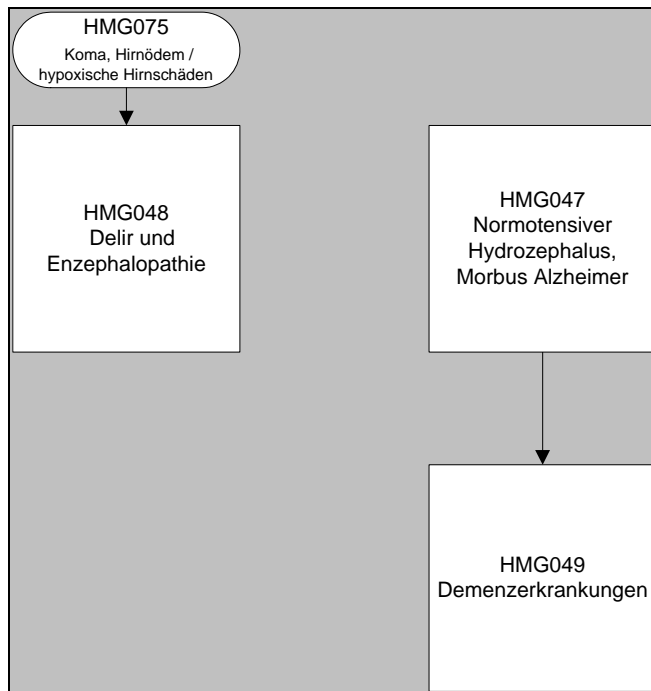 HMG075
Koma, Hirnödem /
hypoxische Hirnschäden
HMG048
Delir und
Enzephalopathie
HMG047
Normotensiver
Hydrozephalus,
Morbus Alzheimer
HMG049
Demenzerkrankungen